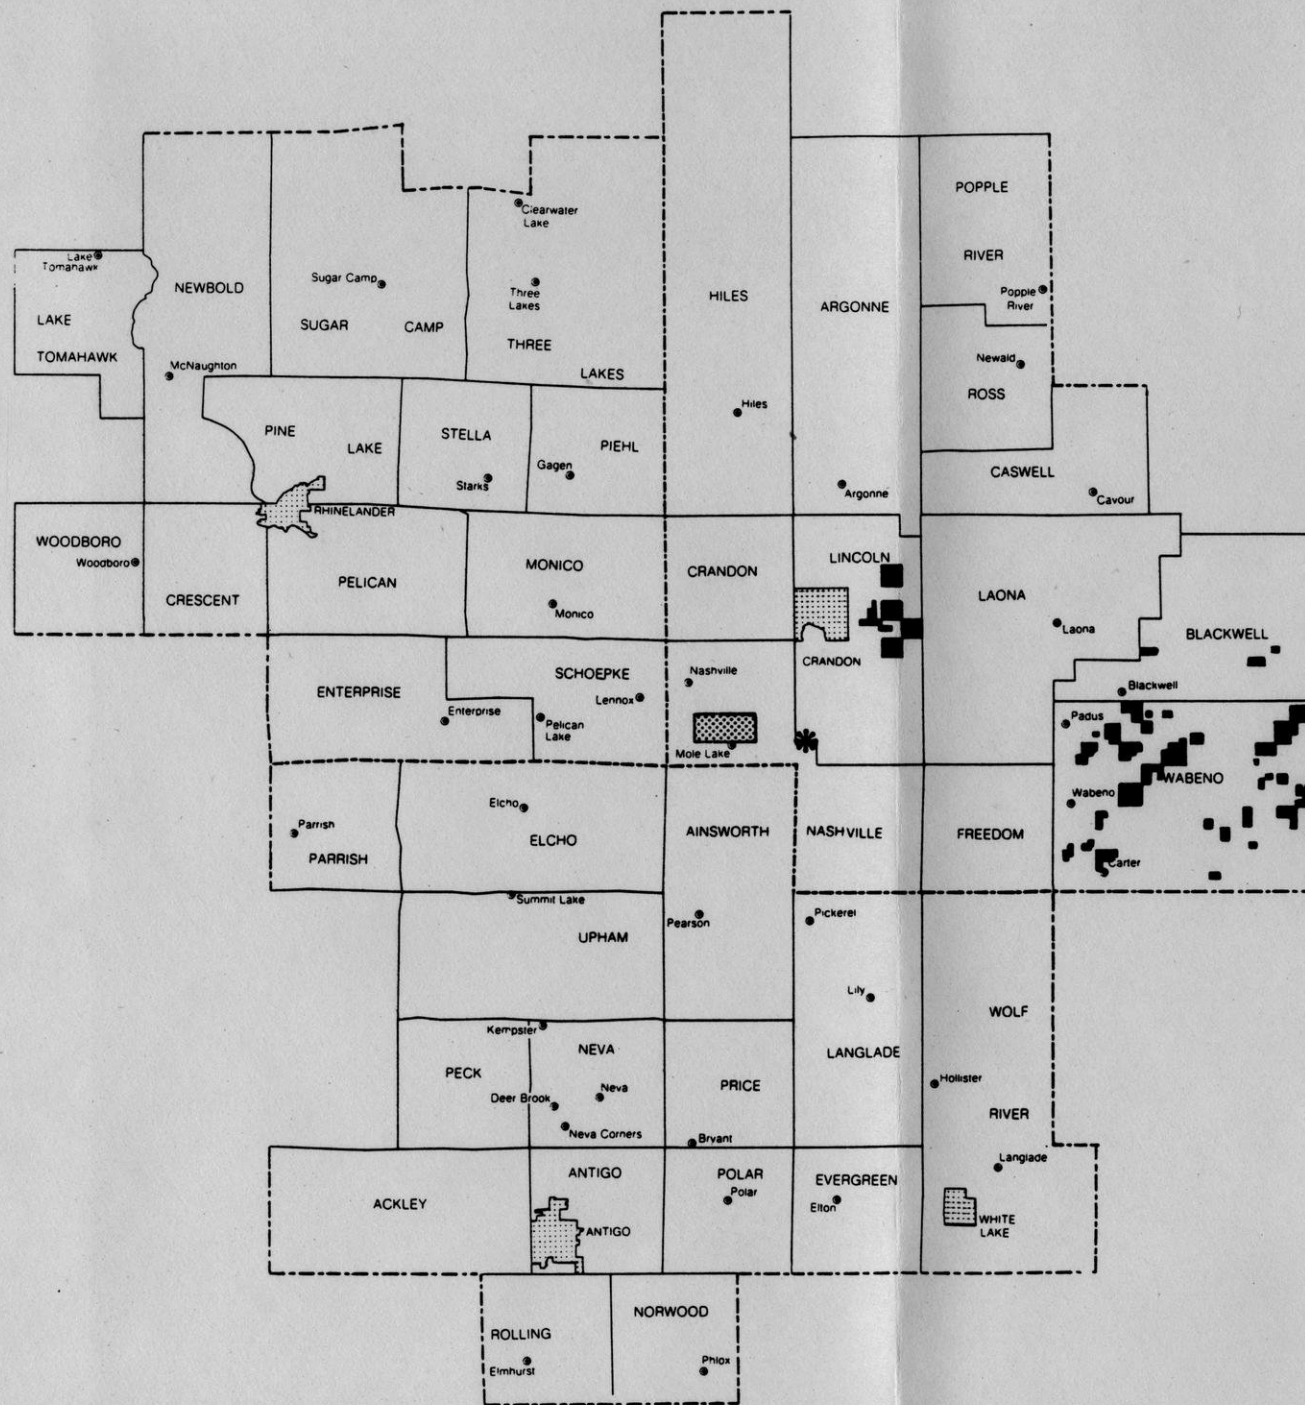 POPPLE
RIVER
Popple
River
Clearwater
Lake
Lake
Tomahawk
NEWBOLD
Sugar Camp
Three
Lakes
HILES
ARGONNE
LAKE
TOMAHAWK
SUGAR CAMP
THREE
LAKES
McNaughton
Newald
ROSS
Hiles
PINE
LAKE
STELLA
PIEHL
Gagen
Starks
CASWELL
Argonne
Cavour
RHINELANDER
WOODBORO
Woodboro
CRESCENT
PELICAN
MONICO
Monico
CRANDON
LINCOLN
LAONA
Laona
BLACKWELL
CRANDON
ENTERPRISE
Enterprise
SCHOEPKE
Lennox
Pelican
Lake
Nashville
Mole Lake
Blackwell
Padus
WABENO
Wabeno
Carter
Parrish
PARRISH
Elcho
ELCHO
AINSWORTH
NASHVILLE
FREEDOM
Summit Lake
UPHAM
Pearson
Pickerel
Lily
WOLF
Kempster
NEVA
PECK
Neva
Deer Brook
Neva Corners
PRICE
LANGLADE
Hollister
RIVER
Bryant
Langlade
ACKLEY
ANTIGO
ANTIGO
POLAR
Polar
EVERGREEN
Elton
WHITE
LAKE
NORWOOD
ROLLING
Elmhurst
Phlox